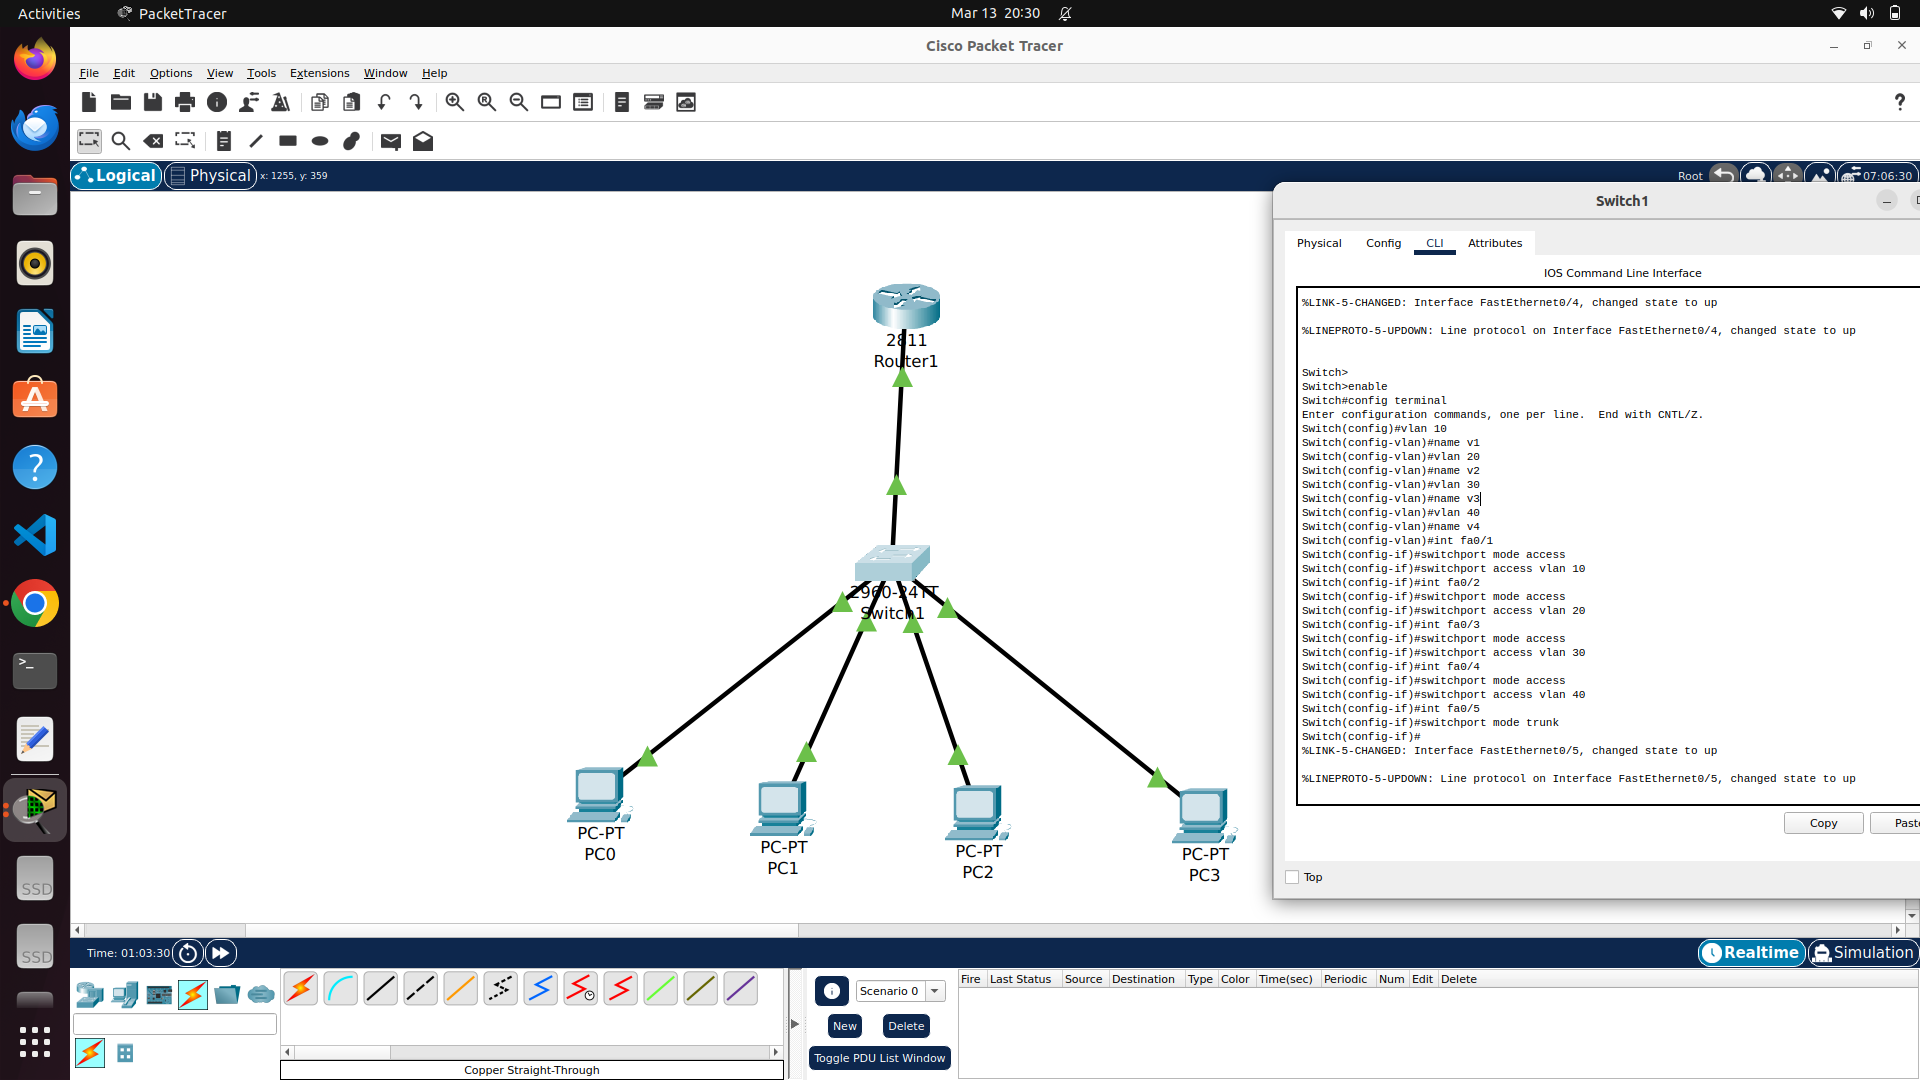 Activities
PacketTracer
Mar 13 20:30
Cisco Packet Tracer
File Edit Options View Tools Extensions Window Help
Logical
Physical
x: 1255, y: 359
Root
07:06:30
Switch1
Physical Config CLI Attributes
IOS Command Line Interface
%LINK-5-CHANGED: Interface FastEthernet0/4, changed state to up
%LINEPROTO-5-UPDOWN: Line protocol on Interface FastEthernet0/4, changed state to up
Switch>
Switch>enable
Switch#config terminal
Enter configuration commands, one per line.  End with CNTL/Z.
Switch(config)#vlan 10
Switch(config-vlan)#name v1
Switch(config-vlan)#vlan 20
Switch(config-vlan)#name v2
Switch(config-vlan)#vlan 30
Switch(config-vlan)#name v3
Switch(config-vlan)#vlan 40
Switch(config-vlan)#name v4
Switch(config-vlan)#int fa0/1
Switch(config-if)#switchport mode access
Switch(config-if)#switchport access vlan 10
Switch(config-if)#int fa0/2
Switch(config-if)#switchport mode access
Switch(config-if)#switchport access vlan 20
Switch(config-if)#int fa0/3
Switch(config-if)#switchport mode access
Switch(config-if)#switchport access vlan 30
Switch(config-if)#int fa0/4
Switch(config-if)#switchport mode access
Switch(config-if)#switchport access vlan 40
Switch(config-if)#int fa0/5
Switch(config-if)#switchport mode trunk
Switch(config-if)#
%LINK-5-CHANGED: Interface FastEthernet0/5, changed state to up
%LINEPROTO-5-UPDOWN: Line protocol on Interface FastEthernet0/5, changed state to up
Copy
Paste
Top
2811
Router1
2960-24TT
Switch1
PC-PT
PC0
PC-PT
PC1
PC-PT
PC2
PC-PT
PC3
SSD
SSD
Time: 01:03:30
Realtime
Simulation
Scenario 0
New
Delete
Toggle PDU List Window
Fire Last Status Source Destination Type Color Time(sec) Periodic Num Edit Delete
Copper Straight-Through